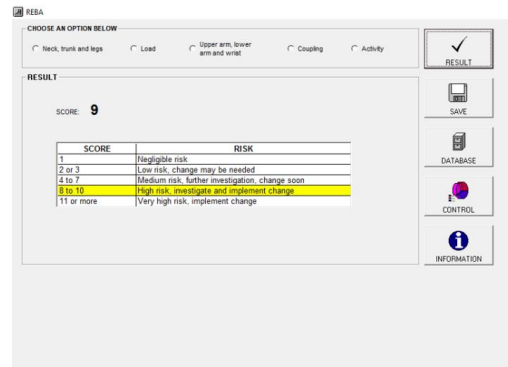 REBA
CHOOSE AN OPTION BELOW
Neck, trunk and legs
Load
Upper arm, lower
arm and wrist
Coupling
Activity
RESULT
RESULT
SCORE: 9
SAVE
SCORE RISK
1 Negligible risk
2 or 3 Low risk, change may be needed
4 to 7 Medium risk, further investigation, change soon
8 to 10 High risk, investigate and implement change
11 or more Very high risk, implement change
DATABASE
CONTROL
INFORMATION